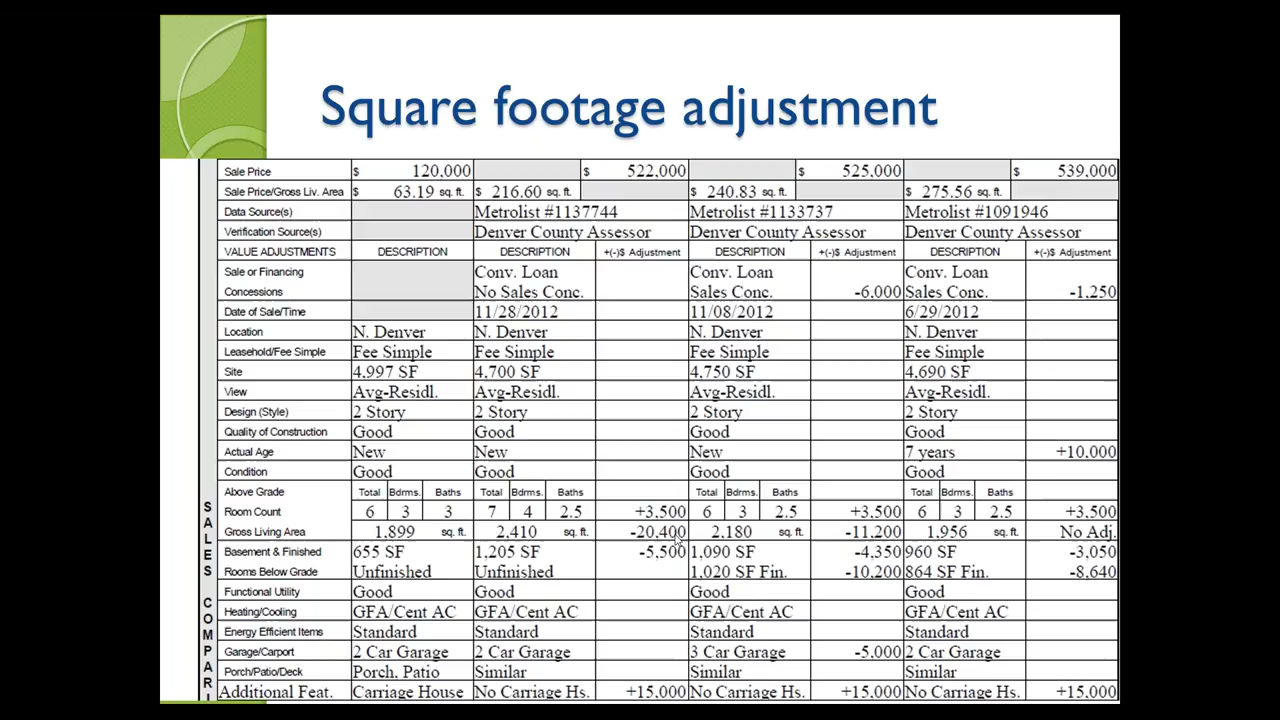 Square footage adjustment
Sale Price $ 120,000 $ 522,000 $ 525,000 $ 539,000
Sale Price/Gross Liv. Area $ 63.19 sq. ft. $ 216.60 sq. ft. $ 240.83 sq. ft. $ 275.56 sq. ft.
Data Source(s) Metrolist #1137744 Metrolist #1133737 Metrolist #1091946
Verification Source(s) Denver County Assessor Denver County Assessor Denver County Assessor
VALUE ADJUSTMENTS DESCRIPTION DESCRIPTION +(-)$ Adjustment DESCRIPTION +(-)$ Adjustment DESCRIPTION +(-)$ Adjustment
Sale or Financing Conv. Loan Conv. Loan Conv. Loan
Concessions No Sales Conc. Sales Conc. -6,000 Sales Conc. -1,250
Date of Sale/Time 11/28/2012 11/08/2012 6/29/2012
Location N. Denver N. Denver N. Denver N. Denver
Leasehold/Fee Simple Fee Simple Fee Simple Fee Simple Fee Simple
Site 4,997 SF 4,700 SF 4,750 SF 4,690 SF
View Avg-Residl. Avg-Residl. Avg-Residl. Avg-Residl.
Design (Style) 2 Story 2 Story 2 Story 2 Story
Quality of Construction Good Good Good Good
Actual Age New New New 7 years +10,000
Condition Good Good Good Good
Above Grade Total Bdrms. Baths Total Bdrms. Baths Total Bdrms. Baths Total Bdrms. Baths
Room Count 6 3 3 7 4 2.5 +3,500 6 3 2.5 +3,500 6 3 2.5 +3,500
Gross Living Area 1,899 sq. ft. 2,410 sq. ft. -20,400 2,180 sq. ft. -11,200 1,956 sq. ft. No Adj.
Basement & Finished 655 SF 1,205 SF -5,500 1,090 SF -4,350 960 SF -3,050
Rooms Below Grade Unfinished Unfinished 1,020 SF Fin. -10,200 864 SF Fin. -8,640
Functional Utility Good Good Good Good
Heating/Cooling GFA/Cent AC GFA/Cent AC GFA/Cent AC GFA/Cent AC
Energy Efficient Items Standard Standard Standard Standard
Garage/Carport 2 Car Garage 2 Car Garage 3 Car Garage -5,000 2 Car Garage
Porch/Patio/Deck Porch, Patio Similar Similar Similar
Additional Feat. Carriage House No Carriage Hs. +15,000 No Carriage Hs. +15,000 No Carriage Hs. +15,000
SALES COMPARI